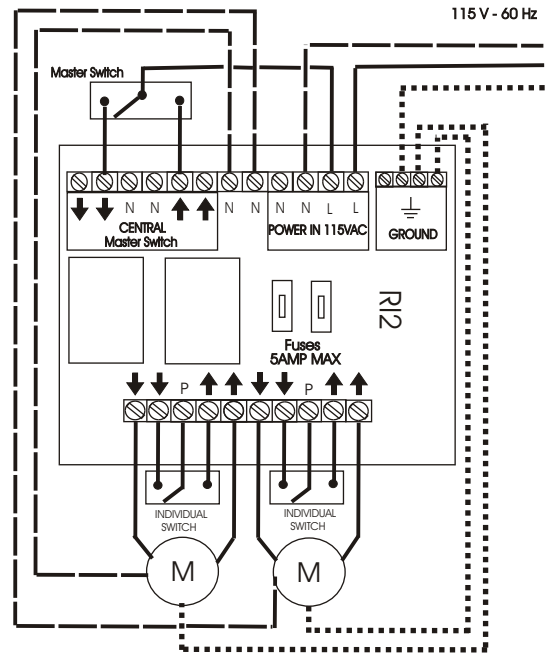 115 V - 60 Hz
Master Switch
N N N N N N L L
CENTRAL
Master Switch
POWER IN 115VAC
GROUND
RI2
Fuses
5AMP MAX
P P
INDIVIDUAL
SWITCH
INDIVIDUAL
SWITCH
M M